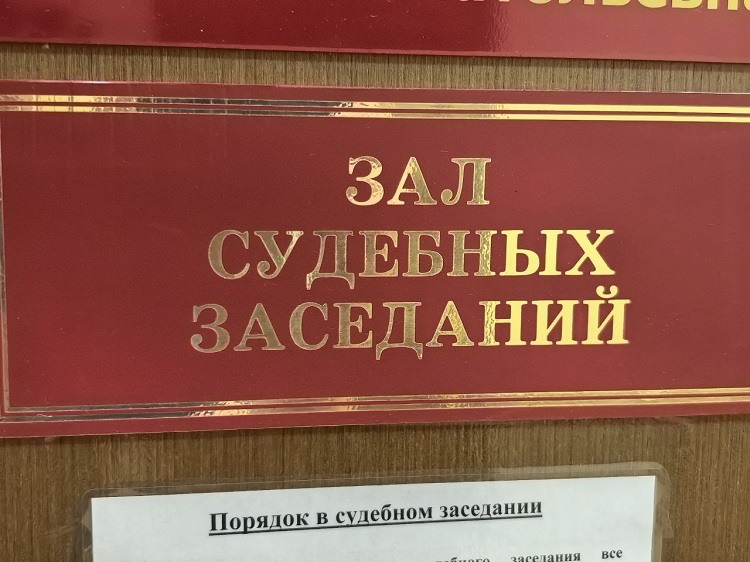 ЗАЛ
СУДЕБНЫХ
ЗАСЕДАНИЙ
Порядок в судебном заседании
заседания все